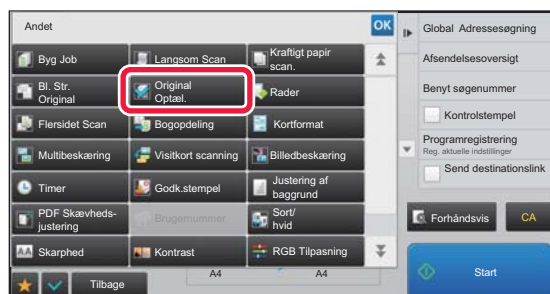 Andet
OK
Byg Job
Langsom Scan
Kraftigt papir
scan.
Bl. Str.
Original
Original
Optæl.
Rader
Flersidet Scan
Bogopdeling
Kortformat
Multibeskæring
Visitkort scanning
Billedbeskæring
Timer
Godk.stempel
Justering af
baggrund
PDF Skævheds-
justering
Brugernummer
Sort/
hvid
Skarphed
Kontrast
RGB Tilpasning
Tilbage
A4
A4
Global Adressesøgning
Afsendelsesoversigt
Benyt søgenummer
Kontrolstempel
Programregistrering
Reg. aktuelle indstillinger
Send destinationslink
Forhåndsvis
CA
Start